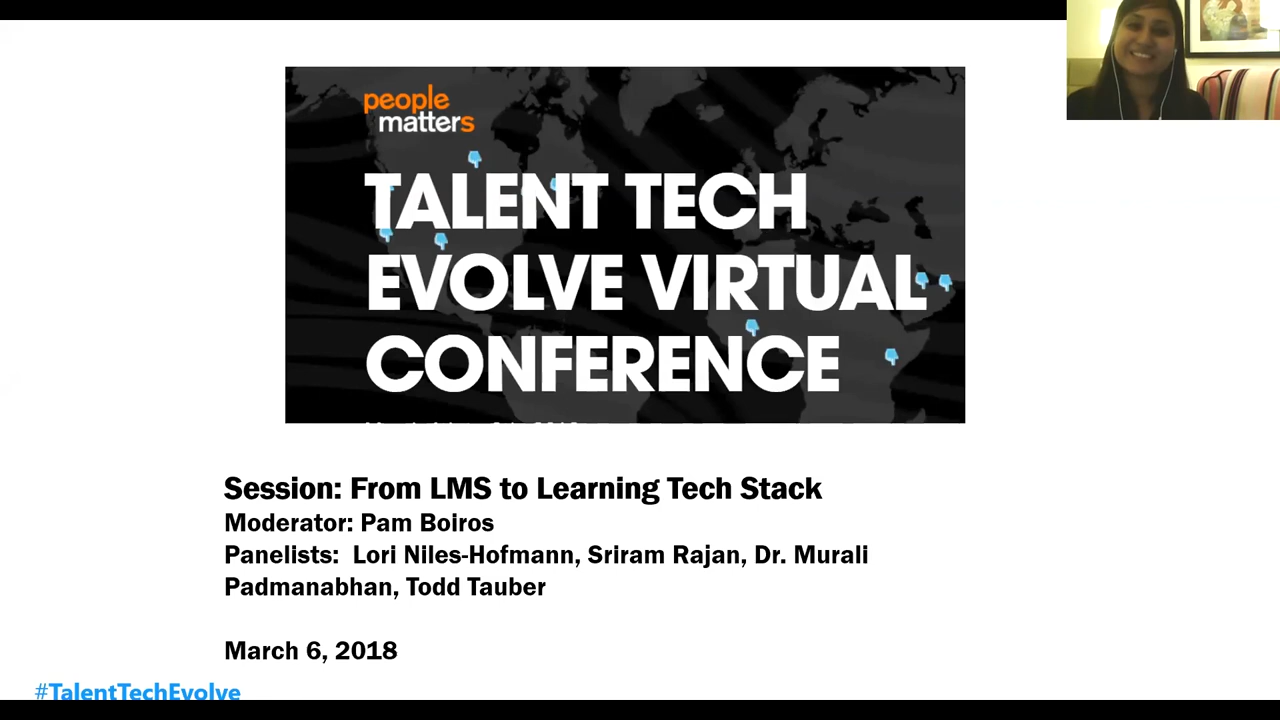 people
matters
TALENT TECH
EVOLVE VIRTUAL
CONFERENCE
Session: From LMS to Learning Tech Stack
Moderator: Pam Boiros
Panelists: Lori Niles-Hofmann, Sriram Rajan, Dr. Murali
Padmanabhan, Todd Tauber
March 6, 2018
#TalentTechEvolve